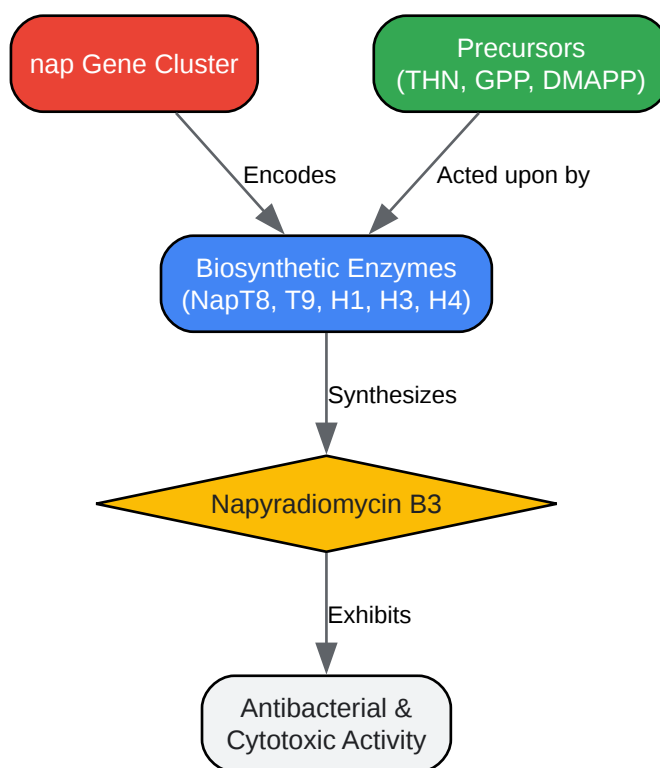 nap Gene Cluster
Precursors
(THN, GPP, DMAPP)
Encodes
Acted upon by
Biosynthetic Enzymes
(NapT8, T9, H1, H3, H4)
Synthesizes
Napyradiomycin B3
Exhibits
Antibacterial &
Cytotoxic Activity